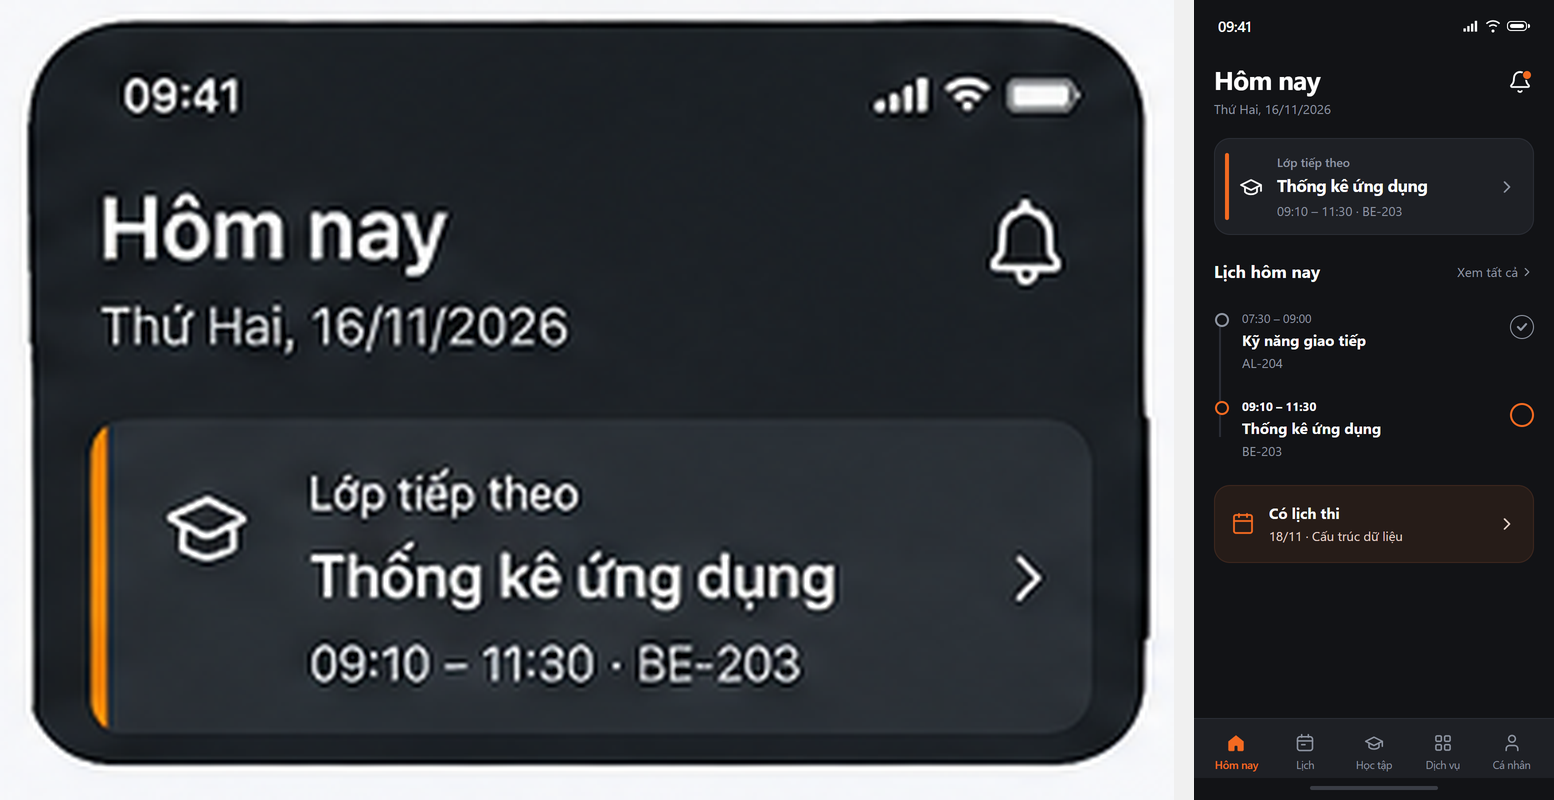 09:41
Hôm nay
Thứ Hai, 16/11/2026
Lớp tiếp theo
Thống kê ứng dụng
09:10 – 11:30 · BE-203
09:41
Hôm nay
Thứ Hai, 16/11/2026
Lớp tiếp theo
Thống kê ứng dụng
09:10 – 11:30 · BE-203
Lịch hôm nay
Xem tất cả
07:30 – 09:00
Kỹ năng giao tiếp
AL-204
09:10 – 11:30
Thống kê ứng dụng
BE-203
Có lịch thi
18/11 · Cấu trúc dữ liệu
Hôm nay
Lịch
Học tập
Dịch vụ
Cá nhân